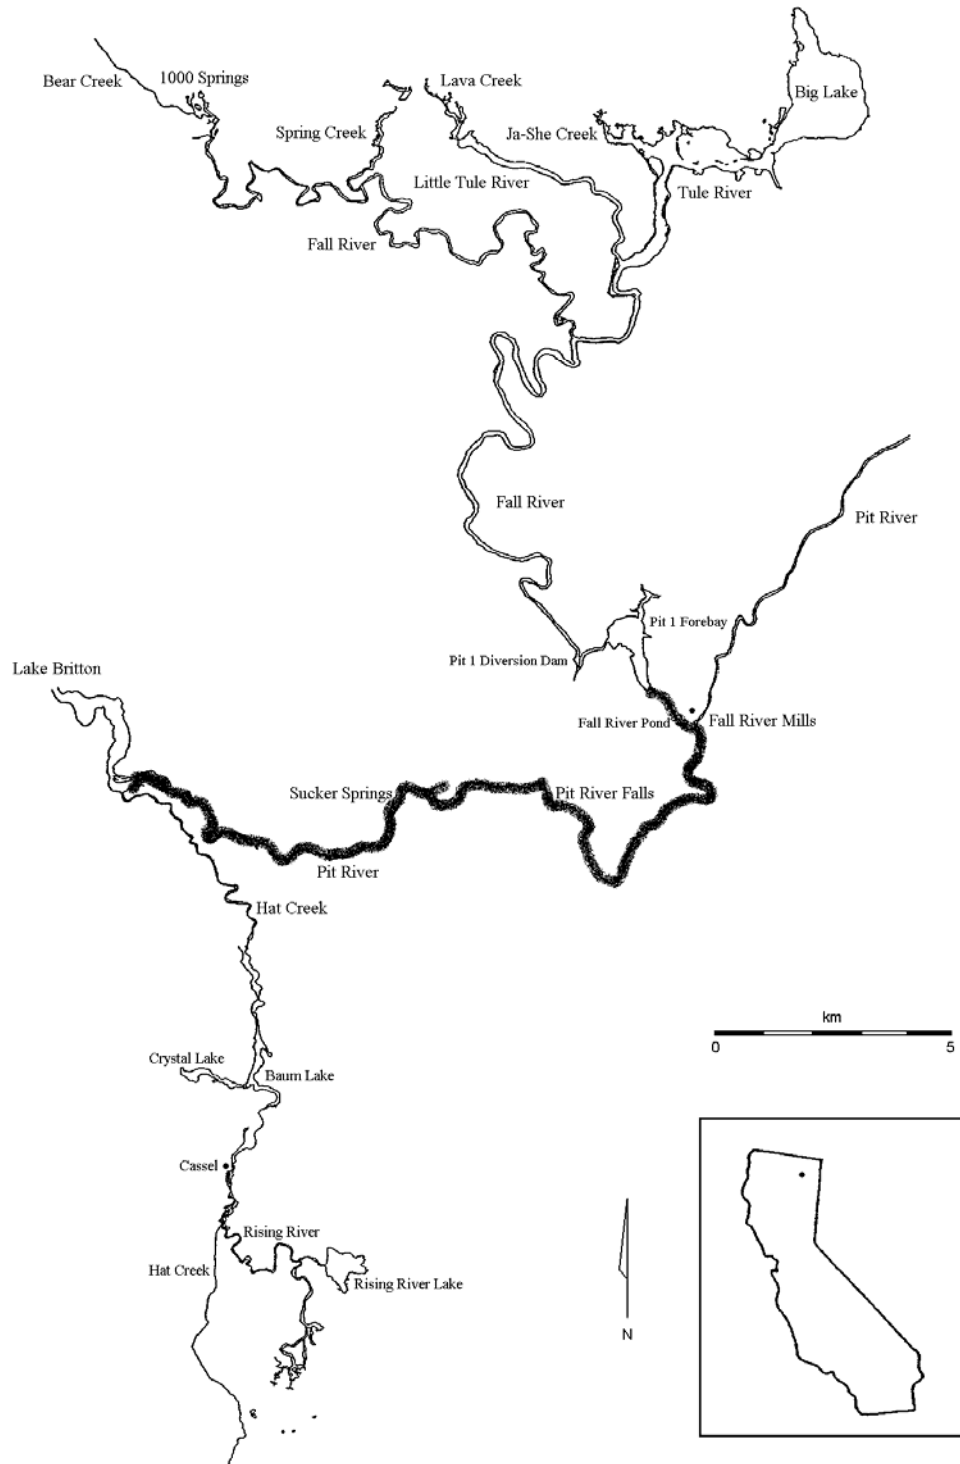 1000 Springs
Bear Creek
Lava Creek
Big Lake
Spring Creek
Ja-She Creek
Little Tule River
Tule River
Fall River
Fall River
Pit River
Pit 1 Forebay
Pit 1 Diversion Dam
Lake Britton
Fall River Pond
Fall River Mills
Sucker Springs
Pit River Falls
Pit River
Hat Creek
km
0 5
Crystal Lake
Baum Lake
Cassel
Rising River
Hat Creek
Rising River Lake
N